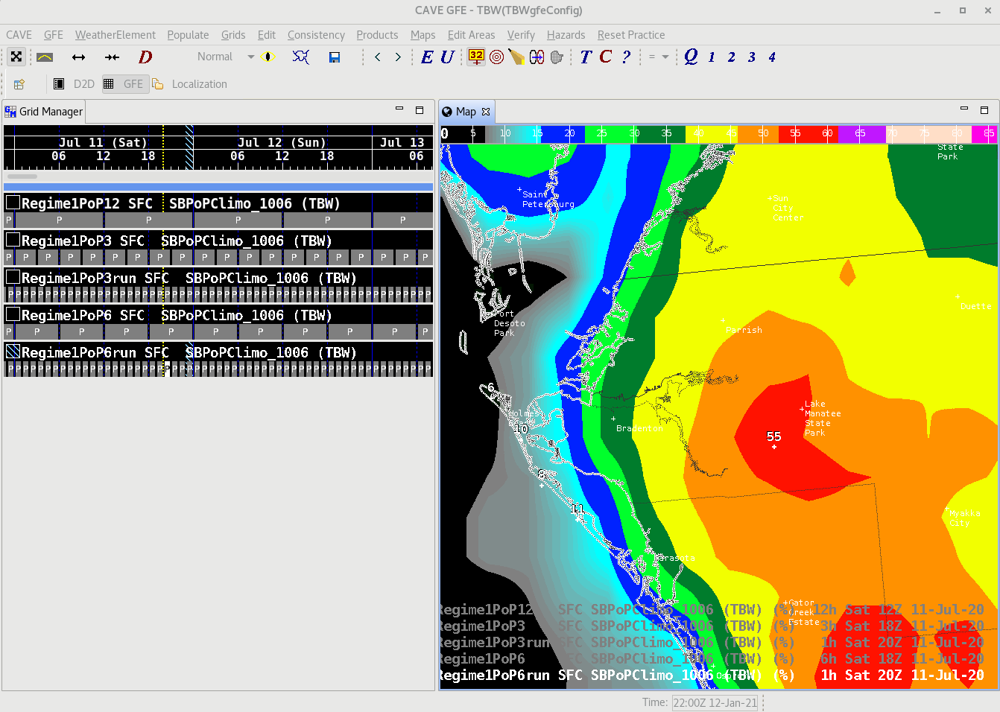 CAVE GFE - TBW(TBWgfeConfig)
CAVE GFE WeatherElement Populate Grids Edit Consistency Products Maps Edit Areas Verify Hazards Reset Practice
D Normal < > E U 32 T C ? = Q 1 2 3 4
D2D GFE Localization
Grid Manager
Map
Jul 11 (Sat) Jul 12 (Sun) Jul 13
06 12 18 06 12 18 06
Regime1PoP12 SFC SBPoPClimo_1006 (TBW)
P P P P P P
Regime1PoP3 SFC SBPoPClimo_1006 (TBW)
P P P P P P P P P P P P P P P P P P P P
Regime1PoP3run SFC SBPoPClimo_1006 (TBW)
Regime1PoP6 SFC SBPoPClimo_1006 (TBW)
P P P P P P P P P P P
Regime1PoP6run SFC SBPoPClimo_1006 (TBW)
0 5 10 15 20 25 30 35 40 45 50 55 60 65 70 75 80 65
State
Park
Saint
Petersburg
Sun
City
Center
Duette
Fort
Desoto
Park
Parrish
6
Holmes
10
Bradenton
Lake
Manatee
State
Park
55
8
11
Myakka
City
Sarasota
Gator
Creek
Estate
Regime1PoP12 SFC SBPoPClimo_1006 (TBW) (%) 12h Sat 12Z 11-Jul-20
Regime1PoP3 SFC SBPoPClimo_1006 (TBW) (%) 3h Sat 18Z 11-Jul-20
Regime1PoP3run SFC SBPoPClimo_1006 (TBW) (%) 1h Sat 20Z 11-Jul-20
Regime1PoP6 SFC SBPoPClimo_1006 (TBW) (%) 6h Sat 18Z 11-Jul-20
Regime1PoP6run SFC SBPoPClimo_1006 (TBW) (%) 1h Sat 20Z 11-Jul-20
Time: 22:00Z 12-Jan-21